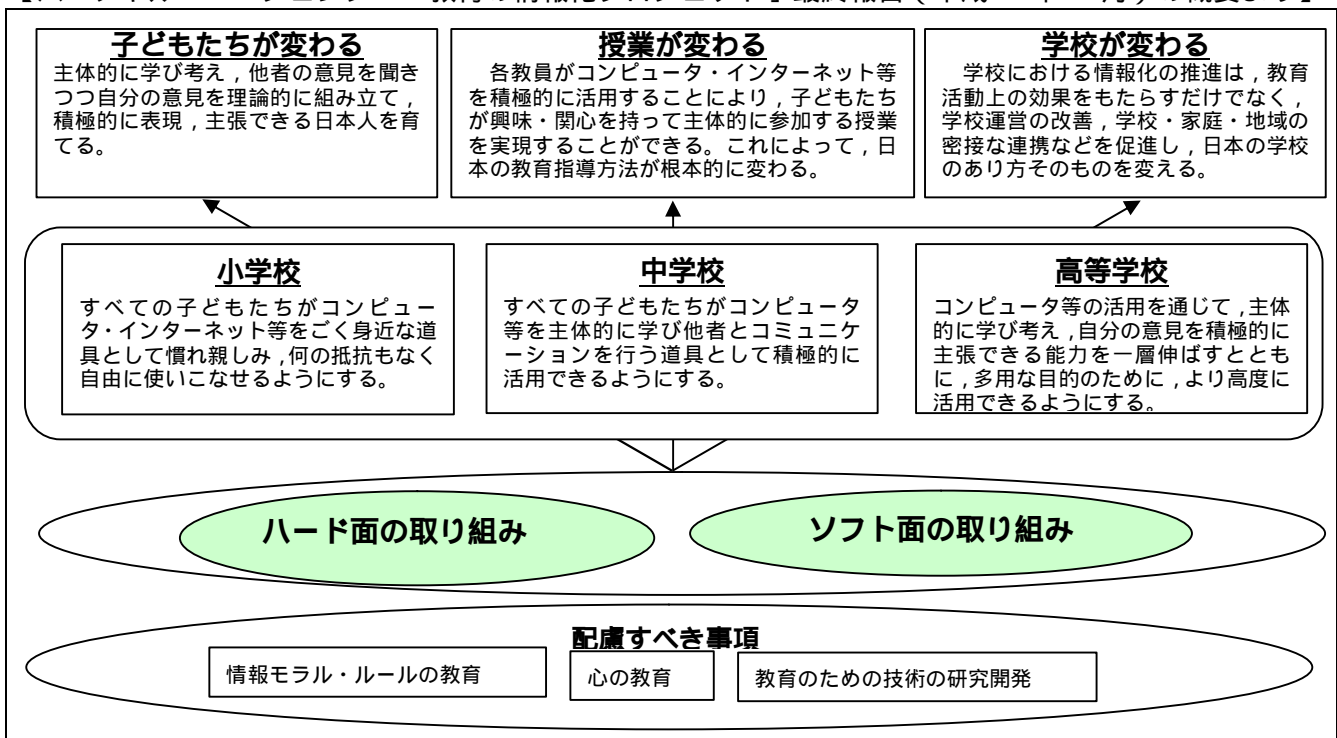 子どもたちが変わる
主体的に学び考え,他者の意見を聞き
つつ自分の意見を理論的に組み立て,
積極的に表現,主張できる日本人を育
てる。
授業が変わる
各教員がコンピュータ・インターネット等
を積極的に活用することにより,子どもたち
が興味・関心を持って主体的に参加する授業
を実現することができる。これによって,日
本の教育指導方法が根本的に変わる。
学校が変わる
学校における情報化の推進は,教育
活動上の効果をもたらすだけでなく,
学校運営の改善,学校・家庭・地域の
密接な連携などを促進し,日本の学校
のあり方そのものを変える。
小学校
すべての子どもたちがコンピュー
タ・インターネット等をごく身近な道
具として慣れ親しみ,何の抵抗もなく
自由に使いこなせるようにする。
中学校
すべての子どもたちがコンピュータ
等を主体的に学び他者とコミュニケ
ーションを行う道具として積極的に
活用できるようにする。
高等学校
コンピュータ等の活用を通じて,主体
的に学び考え,自分の意見を積極的に
主張できる能力を一層伸ばすととも
に,多用な目的のために,より高度に
活用できるようにする。
ハード面の取り組み
ソフト面の取り組み
配慮すべき事項
情報モラル・ルールの教育
心の教育
教育のための技術の研究開発